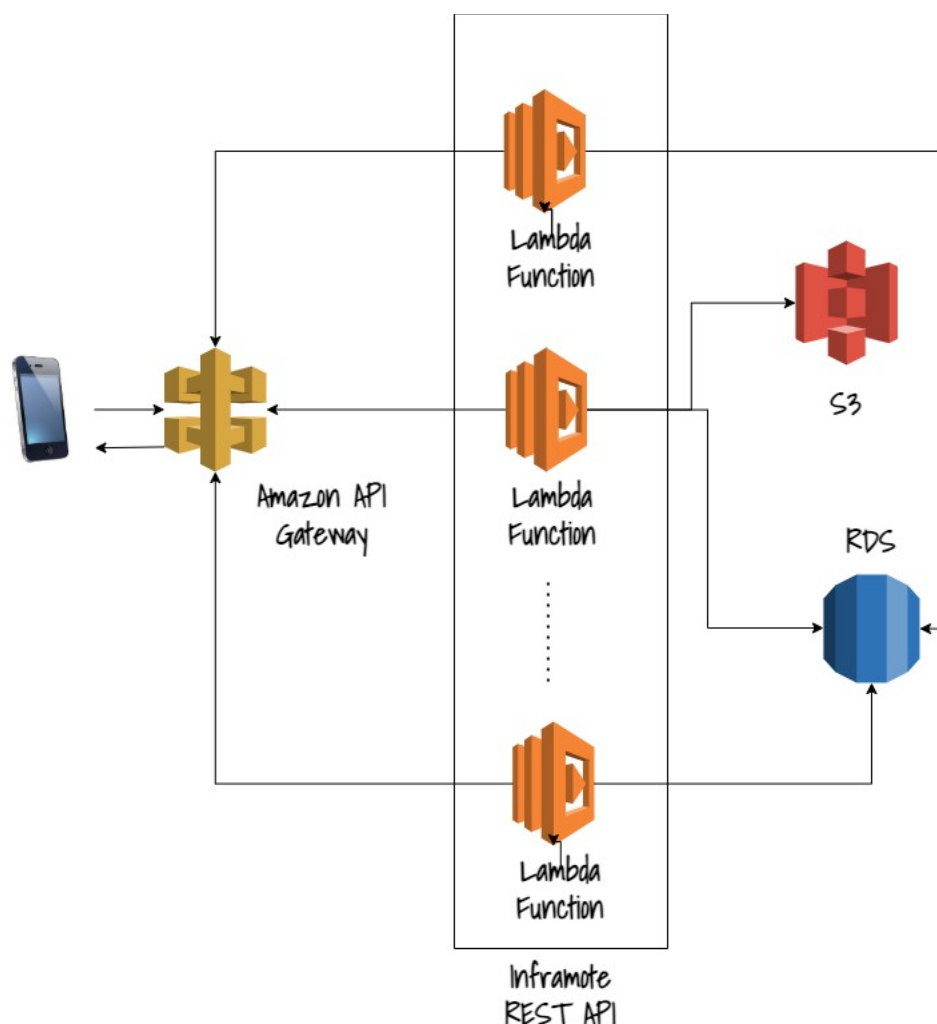 Lambda
Function
S3
Amazon API
Gateway
Lambda
Function
RDS
Lambda
Function
Inframote
REST API